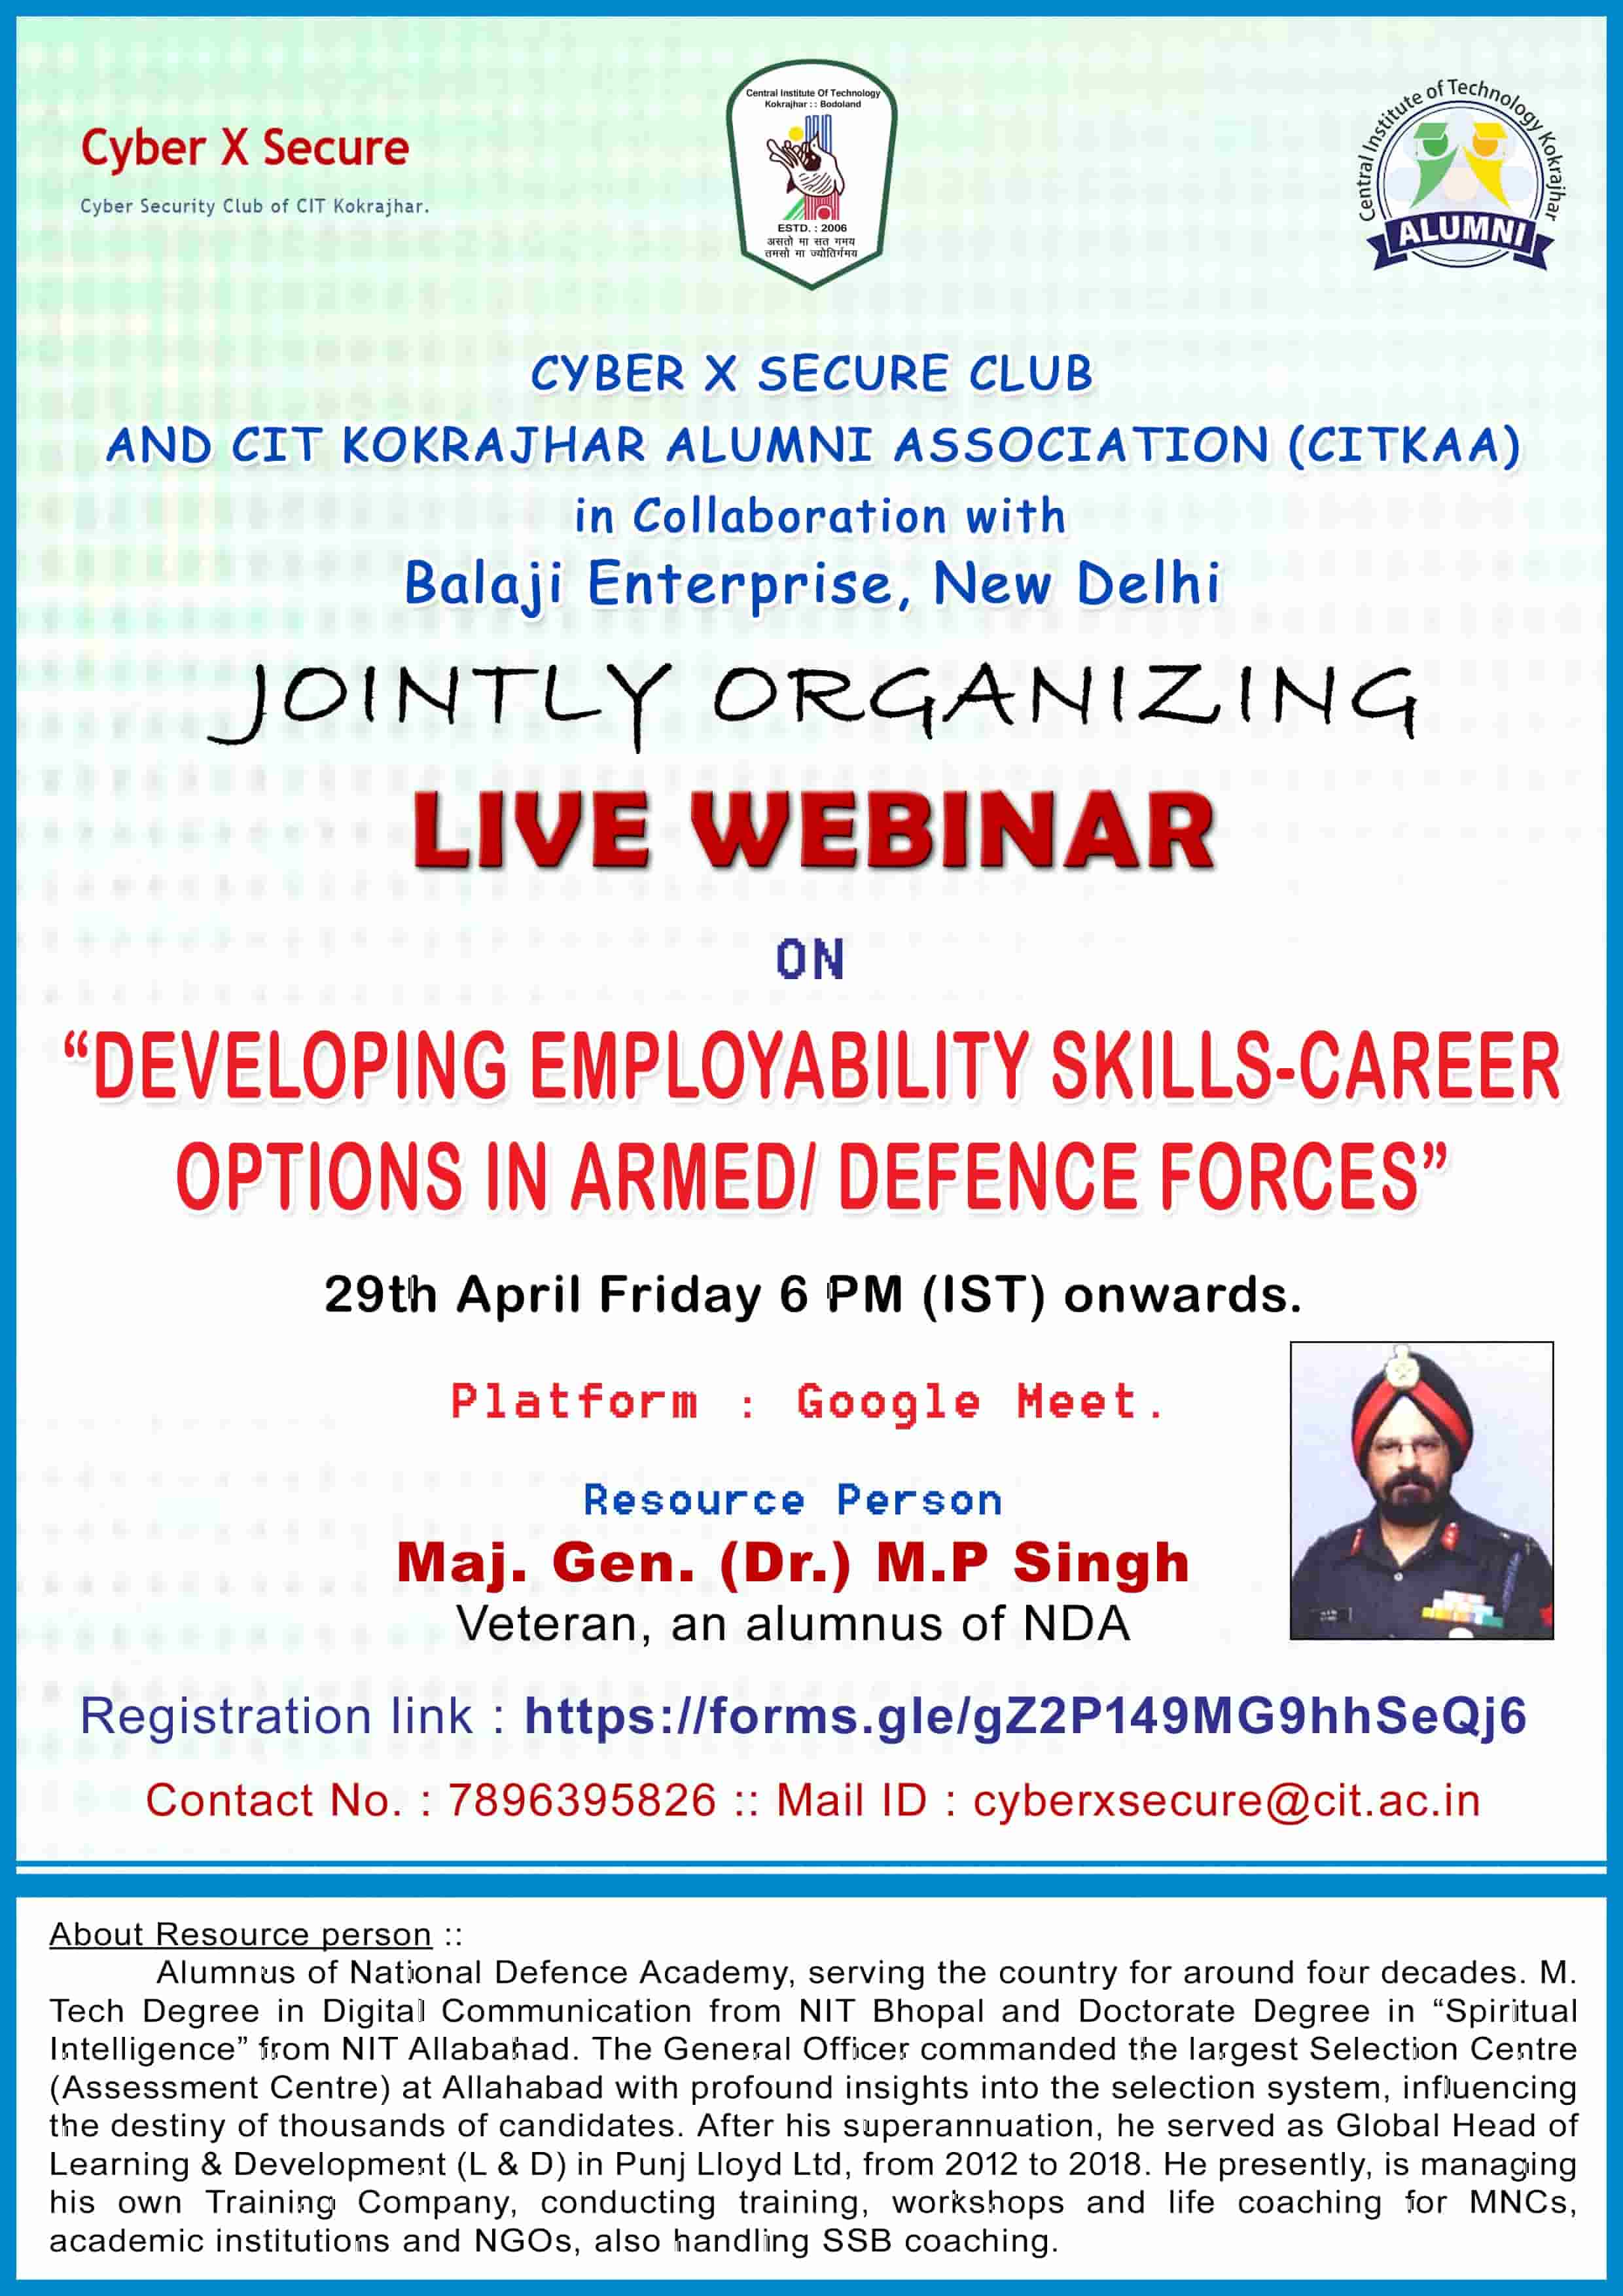 Cyber X Secure
Cyber Security Club of CIT Kokrajhar.
Central Institute Of Technology
Kokrajhar : : Bodoland
ESTD. : 2006
असतो मा सत गमय
तमसो मा ज्योतिर्गमय
Central Institute of Technology Kokrajhar
ALUMNI
CYBER X SECURE CLUB
AND CIT KOKRAJHAR ALUMNI ASSOCIATION (CITKAA)
in Collaboration with
Balaji Enterprise, New Delhi
JOINTLY ORGANIZING
LIVE WEBINAR
ON
“DEVELOPING EMPLOYABILITY SKILLS-CAREER
OPTIONS IN ARMED/ DEFENCE FORCES”
29th April Friday 6 PM (IST) onwards.
Platform : Google Meet.
Resource Person
Maj. Gen. (Dr.) M.P Singh
Veteran, an alumnus of NDA
Registration link : https://forms.gle/gZ2P149MG9hhSeQj6
Contact No. : 7896395826 :: Mail ID : cyberxsecure@cit.ac.in
About Resource person ::
Alumnus of National Defence Academy, serving the country for around four decades. M.
Tech Degree in Digital Communication from NIT Bhopal and Doctorate Degree in “Spiritual
Intelligence” from NIT Allabahad. The General Officer commanded the largest Selection Centre
(Assessment Centre) at Allahabad with profound insights into the selection system, influencing
the destiny of thousands of candidates. After his superannuation, he served as Global Head of
Learning & Development (L & D) in Punj Lloyd Ltd, from 2012 to 2018. He presently, is managing
his own Training Company, conducting training, workshops and life coaching for MNCs,
academic institutions and NGOs, also handling SSB coaching.